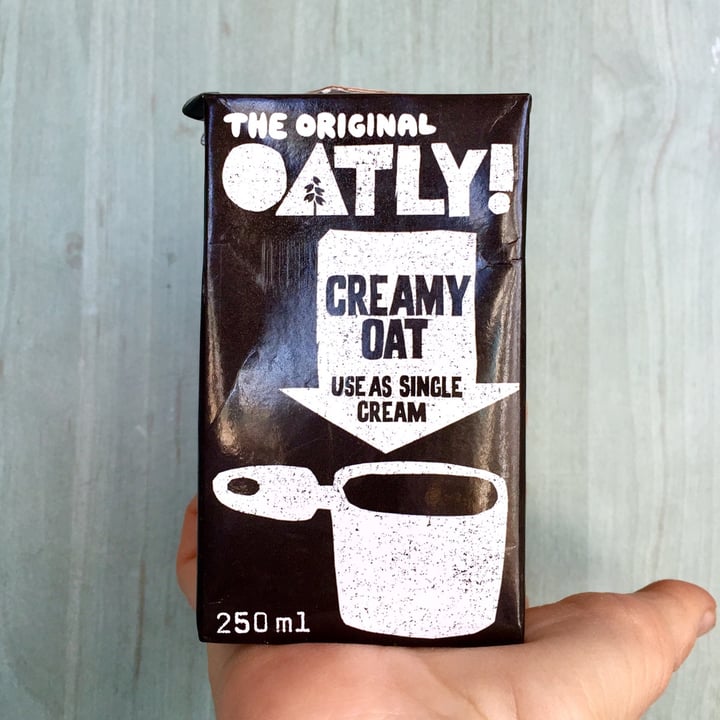 THE ORIGINAL
OATLY!
CREAMY
OAT
USE AS SINGLE
CREAM
250 ml